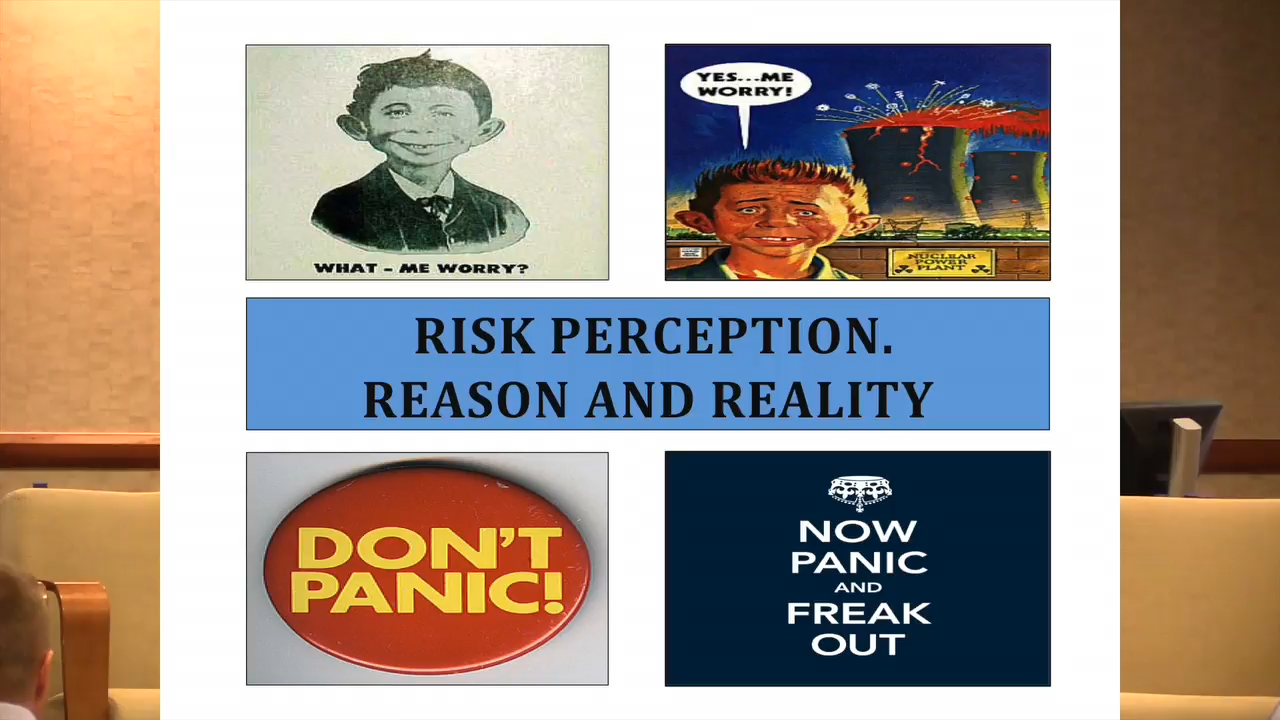 WHAT – ME WORRY?
YES...ME
WORRY!
NUCLEAR
POWER
PLANT
RISK PERCEPTION.
REASON AND REALITY
DON'T
PANIC!
NOW
PANIC
AND
FREAK
OUT